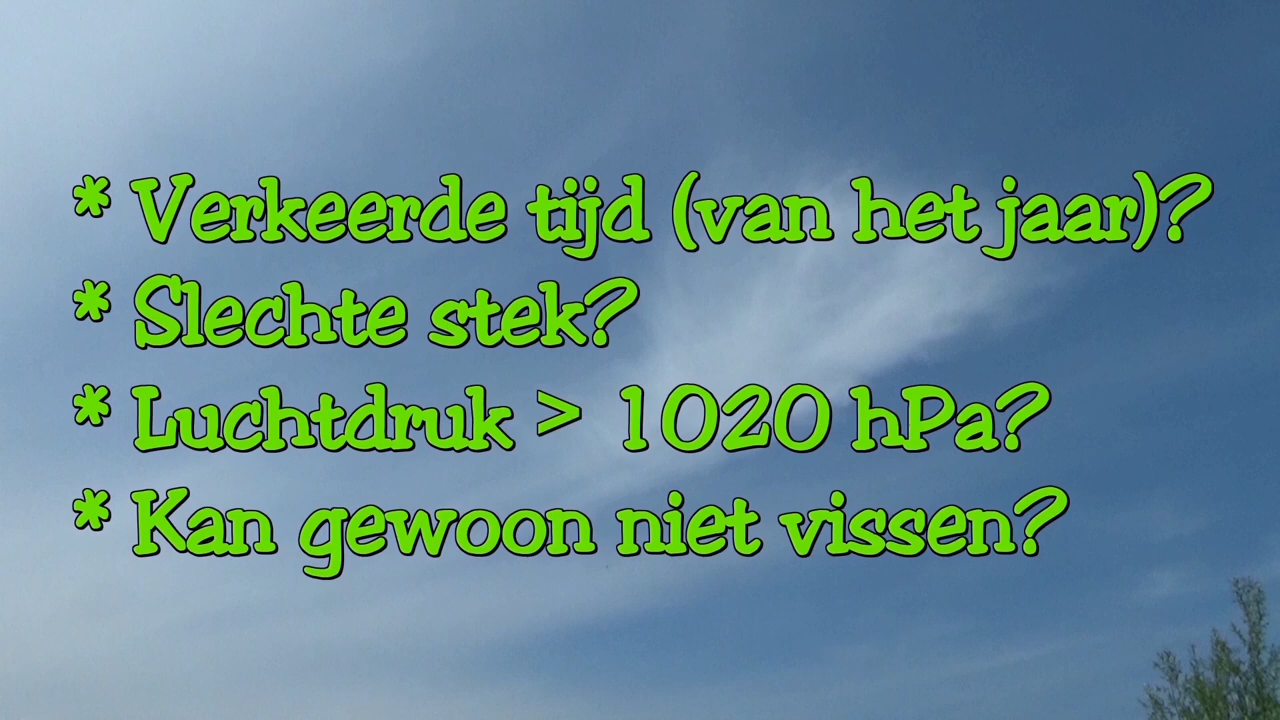 * Verkeerde tijd (van het jaar)?
* Slechte stek?
* Luchtdruk > 1020 hPa?
* Kan gewoon niet vissen?